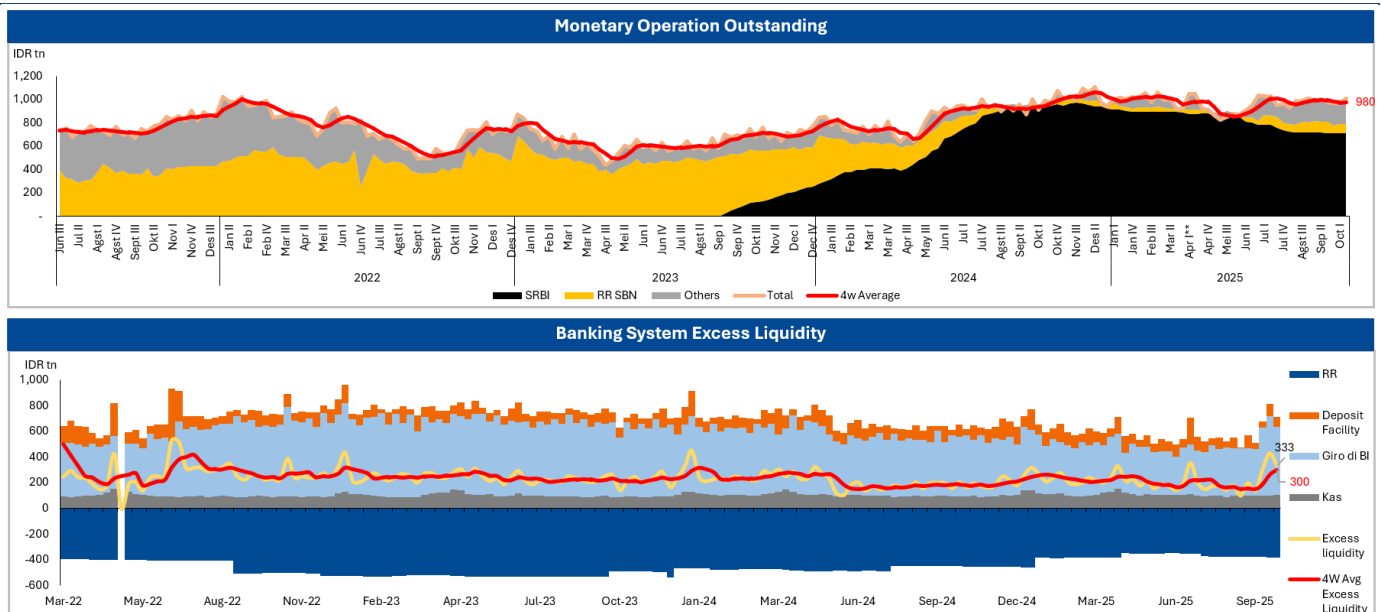 Monetary Operation Outstanding
IDR tn
1,200
1,000
800
600
400
200
-
980
Jun III
Jul II
Agst I
Agst IV
Sept III
Okt II
Nov I
Nov IV
Des III
Jan II
Feb I
Feb IV
Mar III
Apr II
Mei II
Jun I
Jun IV
Jul III
Agst II
Sept I
Sept IV
Okt III
Nov II
Des I
Des IV
Jan III
Feb II
Mar I
Mar IV
Apr III
Mei II
Jun I
Jun IV
Jul III
Agst II
Sep I
Sep IV
Okt III
Nov II
Dec I
Dec IV
Jan III
Feb II
Mar I
Mar IV
Apr III
May III
Jun II
Jul I
Jul IV
Agst III
Sept II
Okt I
Okt IV
Nov III
Des II
Jan I
Jan IV
Feb III
Mar II
Apr I**
Apr IV
Mei III
Jun II
Jul I
Jul IV
Agst III
Sep II
Oct I
2022
2023
2024
2025
SRBI
RR SBN
Others
Total
4w Average
Banking System Excess Liquidity
IDR tn
1,000
800
600
400
200
0
-200
-400
-600
333
300
Mar-22
May-22
Aug-22
Nov-22
Feb-23
Apr-23
Jul-23
Oct-23
Jan-24
Mar-24
Jun-24
Sep-24
Dec-24
Mar-25
Jun-25
Sep-25
RR
Deposit
Facility
Giro di BI
Kas
Excess
liquidity
4W Avg
Excess
Liquidity